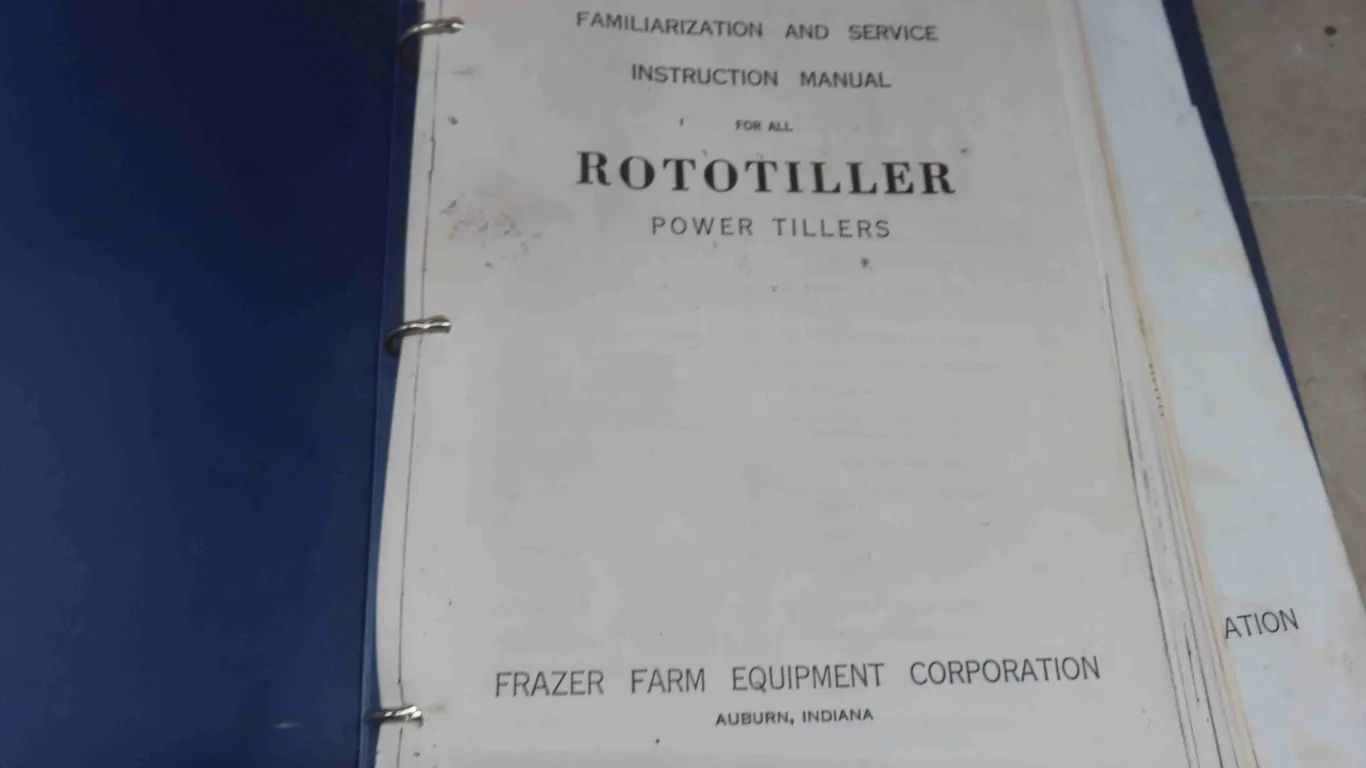 FAMILIARIZATION AND SERVICE
INSTRUCTION MANUAL
FOR ALL
ROTOTILLER
POWER TILLERS
FRAZER FARM EQUIPMENT CORPORATION
AUBURN, INDIANA
ATION